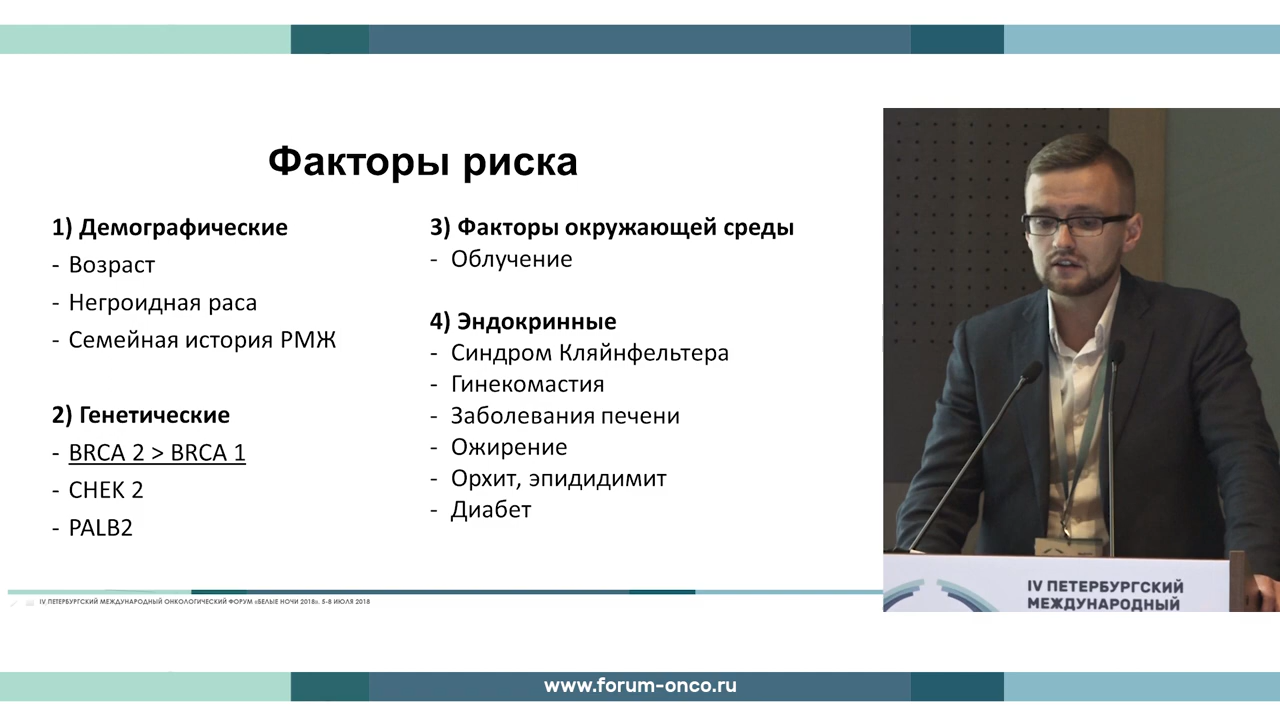 Факторы риска
1) Демографические
- Возраст
- Негроидная раса
- Семейная история РМЖ
2) Генетические
- BRCA 2 > BRCA 1
- CHEK 2
- PALB2
3) Факторы окружающей среды
- Облучение
4) Эндокринные
- Синдром Кляйнфельтера
- Гинекомастия
- Заболевания печени
- Ожирение
- Орхит, эпидидимит
- Диабет
IV ПЕТЕРБУРГСКИЙ МЕЖДУНАРОДНЫЙ ОНКОЛОГИЧЕСКИЙ ФОРУМ «БЕЛЫЕ НОЧИ 2018». 5-8 ИЮЛЯ 2018
IV ПЕТЕРБУРГСКИЙ
МЕЖДУНАРОДНЫЙ
www.forum-onco.ru